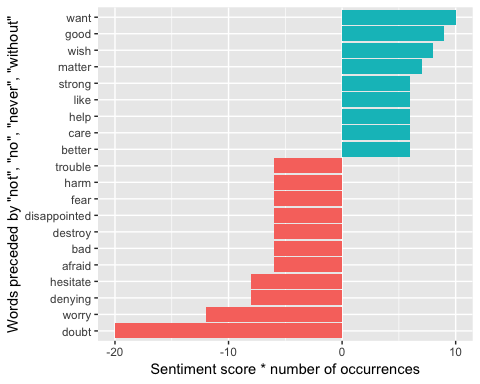 Words preceded by "not", "no", "never", "without"
want
good
wish
matter
strong
like
help
care
better
trouble
harm
fear
disappointed
destroy
bad
afraid
hesitate
denying
worry
doubt
-20 -10 0 10
Sentiment score * number of occurrences